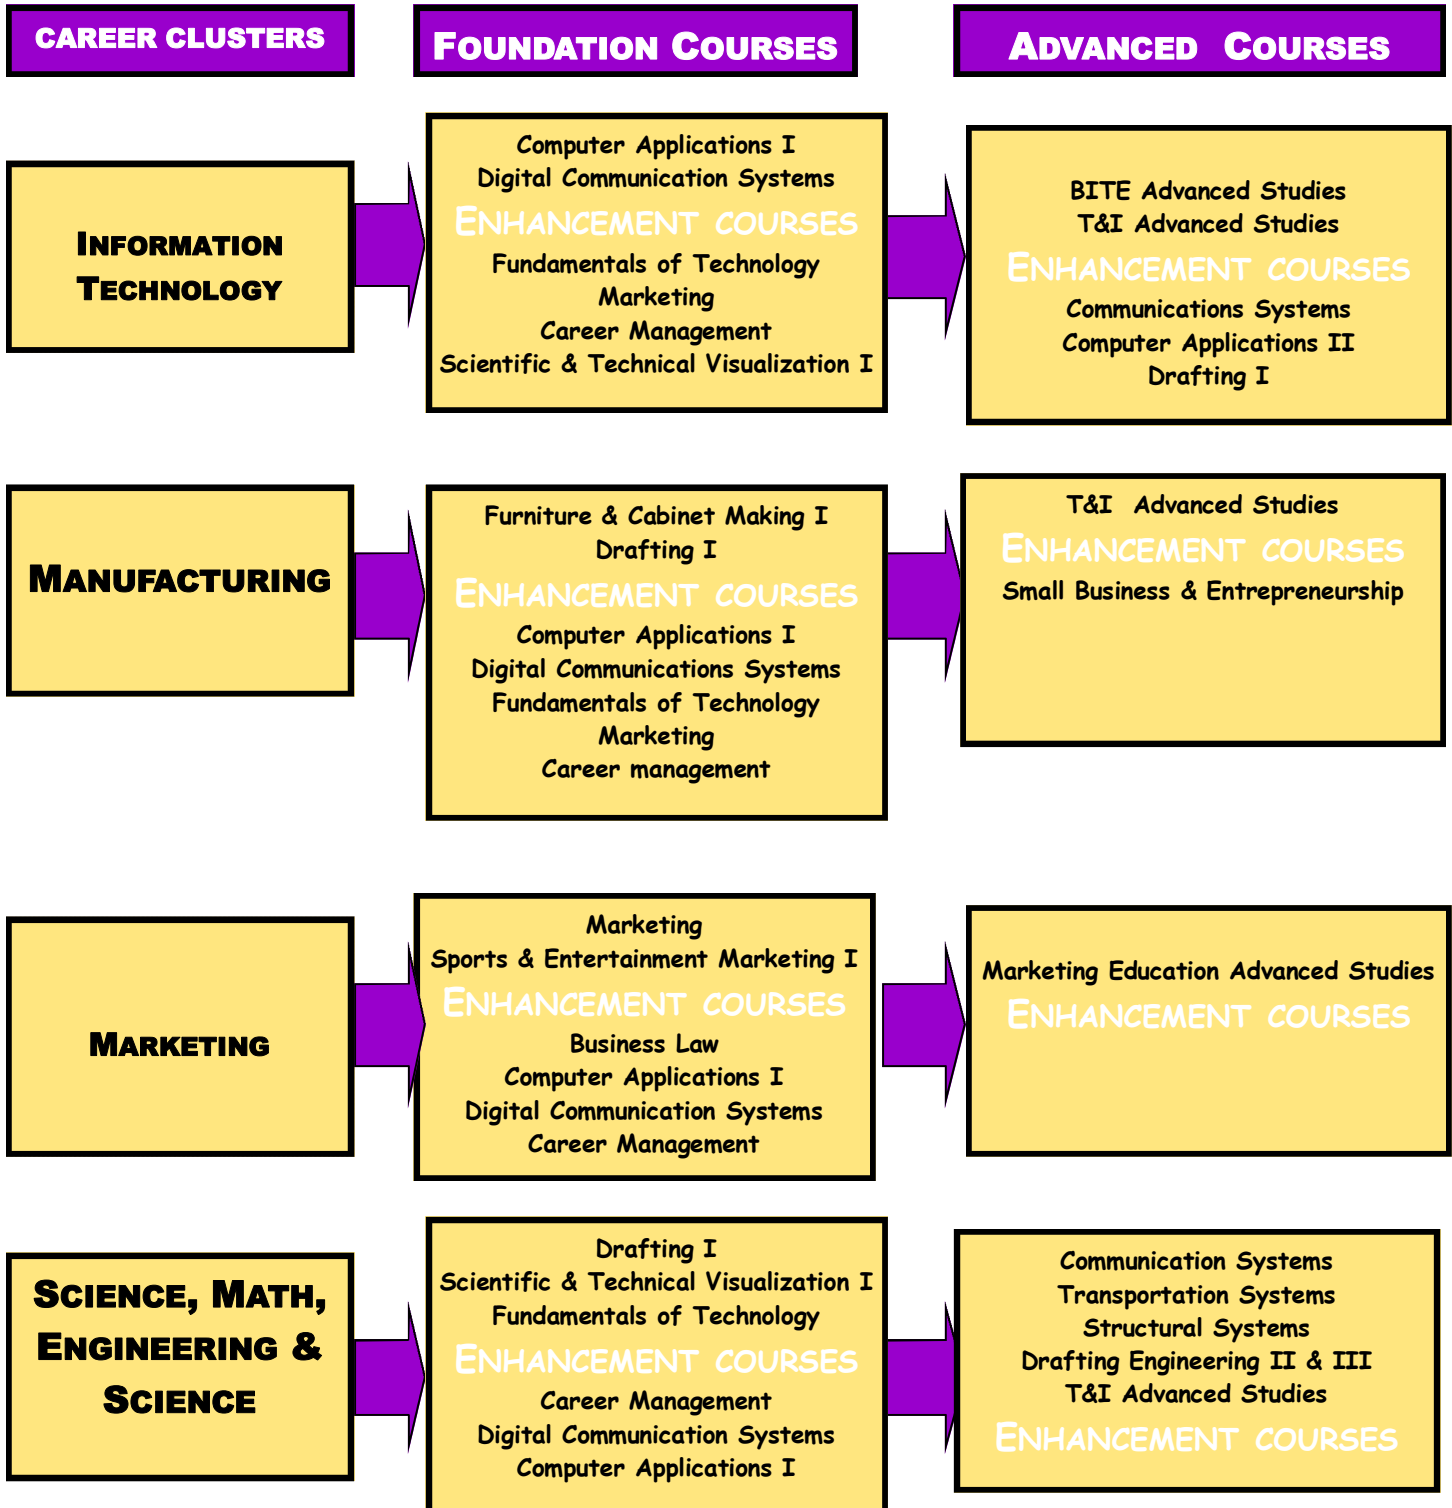 CAREER CLUSTERS
FOUNDATION COURSES
ADVANCED COURSES
INFORMATION
TECHNOLOGY
Computer Applications I
Digital Communication Systems
ENHANCEMENT COURSES
Fundamentals of Technology
Marketing
Career Management
Scientific & Technical Visualization I
BITE Advanced Studies
T&I Advanced Studies
ENHANCEMENT COURSES
Communications Systems
Computer Applications II
Drafting I
MANUFACTURING
Furniture & Cabinet Making I
Drafting I
ENHANCEMENT COURSES
Computer Applications I
Digital Communications Systems
Fundamentals of Technology
Marketing
Career management
T&I Advanced Studies
ENHANCEMENT COURSES
Small Business & Entrepreneurship
MARKETING
Marketing
Sports & Entertainment Marketing I
ENHANCEMENT COURSES
Business Law
Computer Applications I
Digital Communication Systems
Career Management
Marketing Education Advanced Studies
ENHANCEMENT COURSES
SCIENCE, MATH,
ENGINEERING &
SCIENCE
Drafting I
Scientific & Technical Visualization I
Fundamentals of Technology
ENHANCEMENT COURSES
Career Management
Digital Communication Systems
Computer Applications I
Communication Systems
Transportation Systems
Structural Systems
Drafting Engineering II & III
T&I Advanced Studies
ENHANCEMENT COURSES